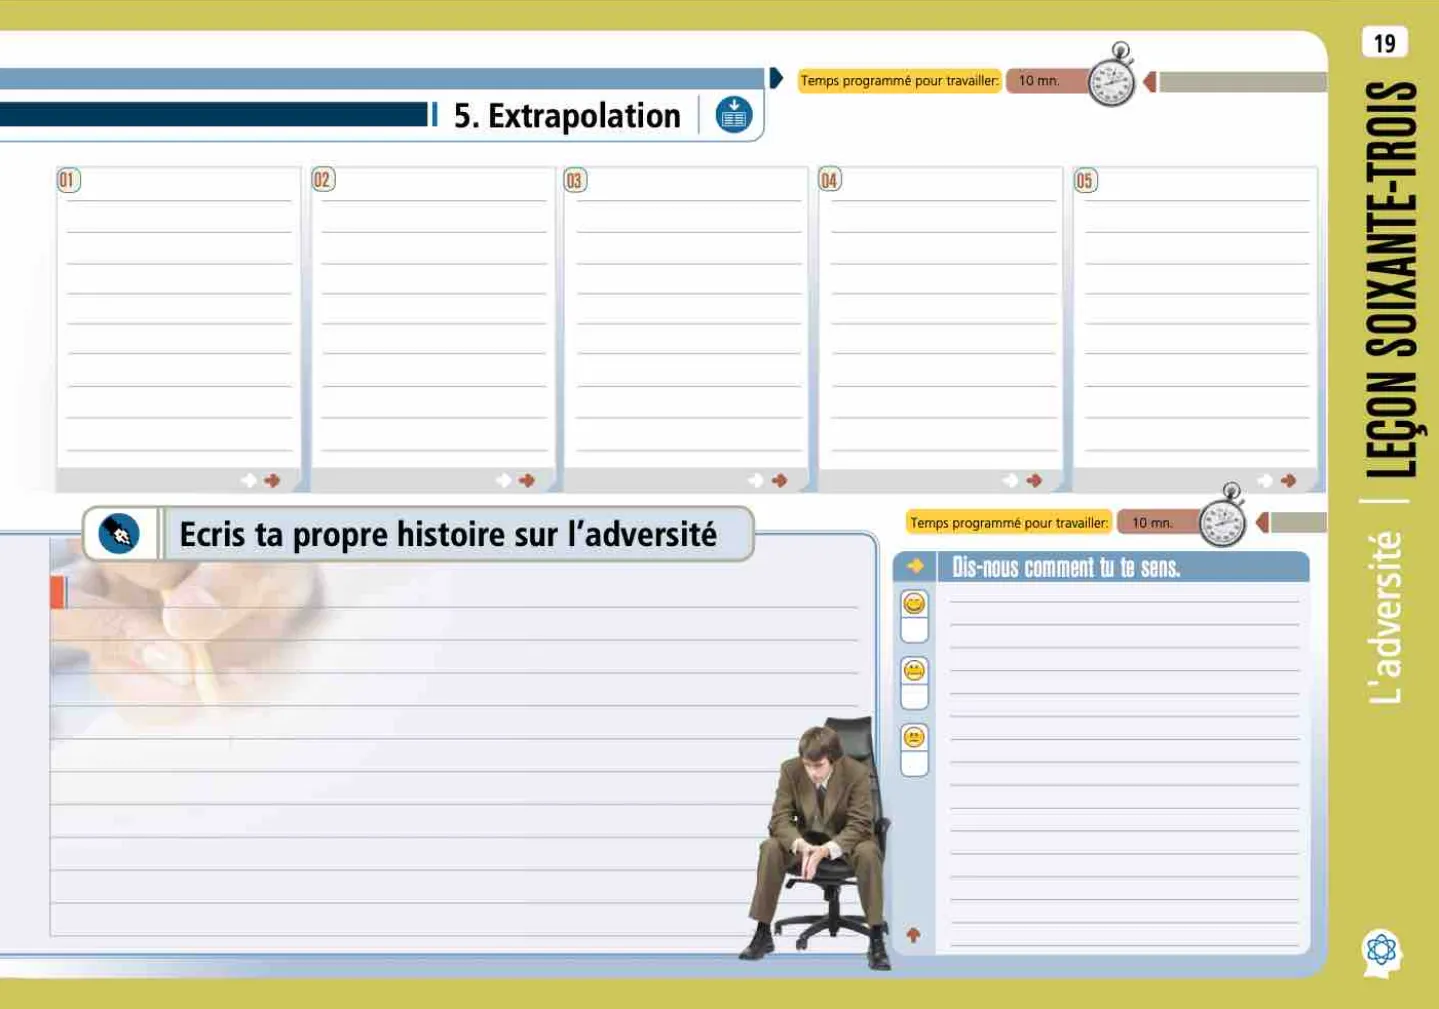 19
Temps programmé pour travailler:
10 mn.
5. Extrapolation
01
02
03
04
05
Ecris ta propre histoire sur l’adversité
Temps programmé pour travailler:
10 mn.
Dis-nous comment tu te sens.
LEÇON SOIXANTE-TROIS
L'adversité